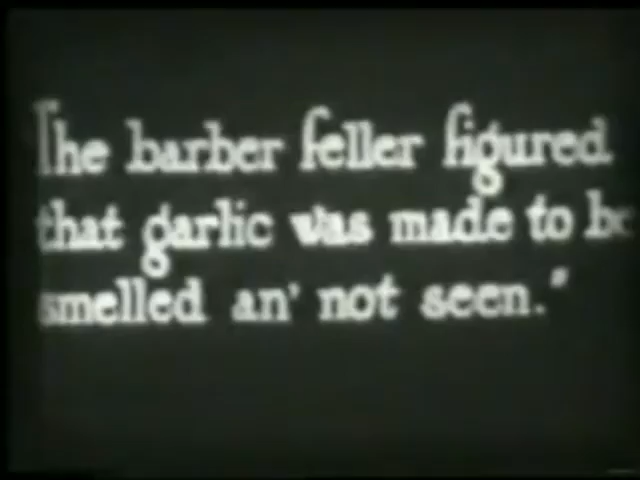 The barber feller figured
that garlic was made to be
smelled an' not seen."